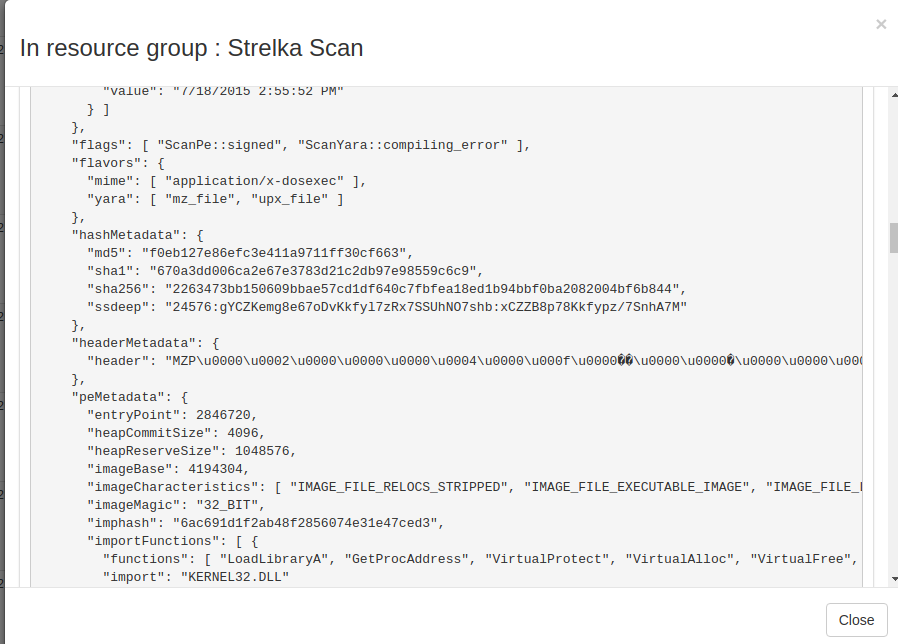 In resource group : Strelka Scan
×
"value": "7/18/2015 2:55:52 PM"
} ]
},
"flags": [ "ScanPe::signed", "ScanYara::compiling_error" ],
"flavors": {
"mime": [ "application/x-dosexec" ],
"yara": [ "mz_file", "upx_file" ]
},
"hashMetadata": {
"md5": "f0eb127e86efc3e411a9711ff30cf663",
"sha1": "670a3dd006ca2e67e3783d21c2db97e98559c6c9",
"sha256": "2263473bb150609bbae57cd1df640c7fbfea18ed1b94bbf0ba2082004bf6b844",
"ssdeep": "24576:gYCZKemg8e67oDvKkfyl7zRx7SSUhNO7shb:xCZZB8p78Kkfypz/7SnhA7M"
},
"headerMetadata": {
"header": "MZP\u0000\u0002\u0000\u0000\u0000\u0004\u0000\u000f\u0000��\u0000\u0000�\u0000\u0000\u00
},
"peMetadata": {
"entryPoint": 2846720,
"heapCommitSize": 4096,
"heapReserveSize": 1048576,
"imageBase": 4194304,
"imageCharacteristics": [ "IMAGE_FILE_RELOCS_STRIPPED", "IMAGE_FILE_EXECUTABLE_IMAGE", "IMAGE_FILE_
"imageMagic": "32_BIT",
"imphash": "6ac691d1f2ab48f2856074e31e47ced3",
"importFunctions": [ {
"functions": [ "LoadLibraryA", "GetProcAddress", "VirtualProtect", "VirtualAlloc", "VirtualFree",
"import": "KERNEL32.DLL"
Close